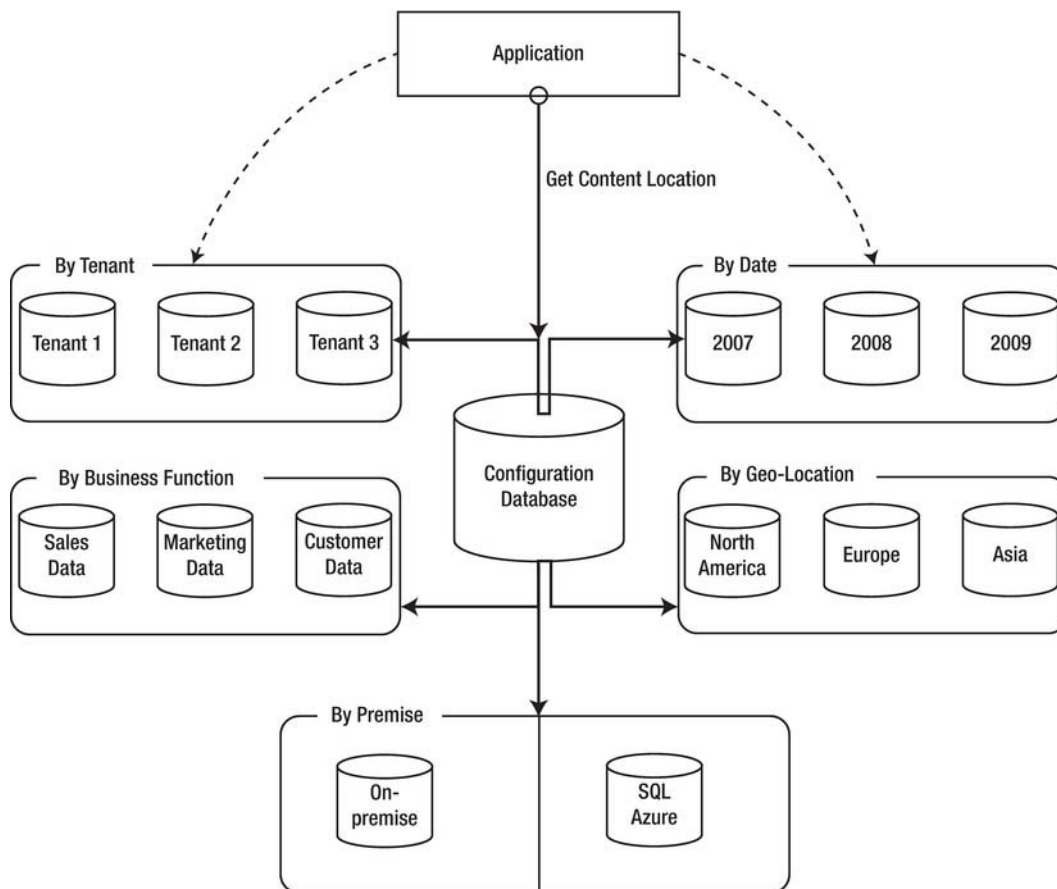 Application
Get Content Location
By Tenant
Tenant 1
Tenant 2
Tenant 3
By Date
2007
2008
2009
By Business Function
Sales
Data
Marketing
Data
Customer
Data
Configuration
Database
By Geo-Location
North
America
Europe
Asia
By Premise
On-
premise
SQL
Azure